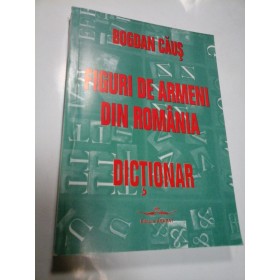 BOGDAN CĂUȘ
FIGURI DE ARMENI
DIN ROMÂNIA
DICȚIONAR